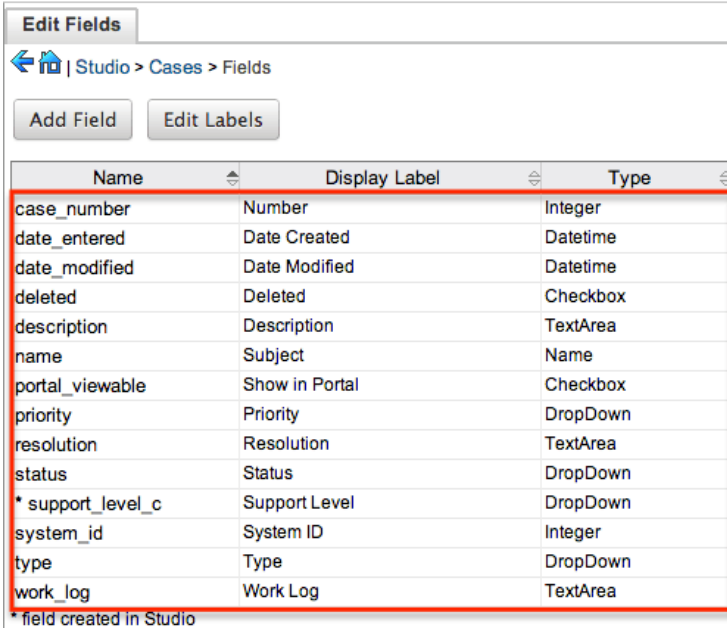 Edit Fields
| Studio > Cases > Fields
Add Field Edit Labels
Name Display Label Type
case_number Number Integer
date_entered Date Created Datetime
date_modified Date Modified Datetime
deleted Deleted Checkbox
description Description TextArea
name Subject Name
portal_viewable Show in Portal Checkbox
priority Priority DropDown
resolution Resolution TextArea
status Status DropDown
* support_level_c Support Level DropDown
system_id System ID Integer
type Type DropDown
work_log Work Log TextArea
* field created in Studio